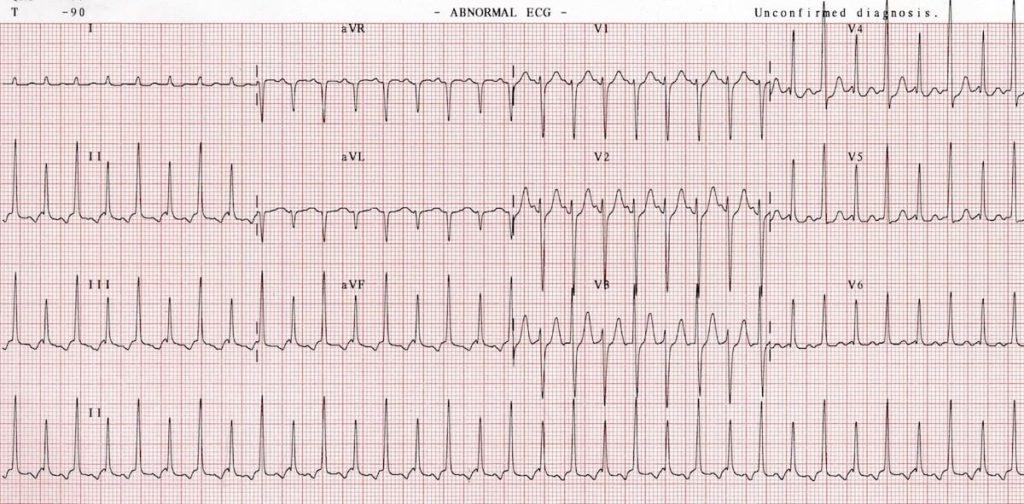 T -90 - ABNORMAL ECG - Unconfirmed diagnosis.
I aVR V1 V4
II aVL V2 V5
III aVF V3 V6
II